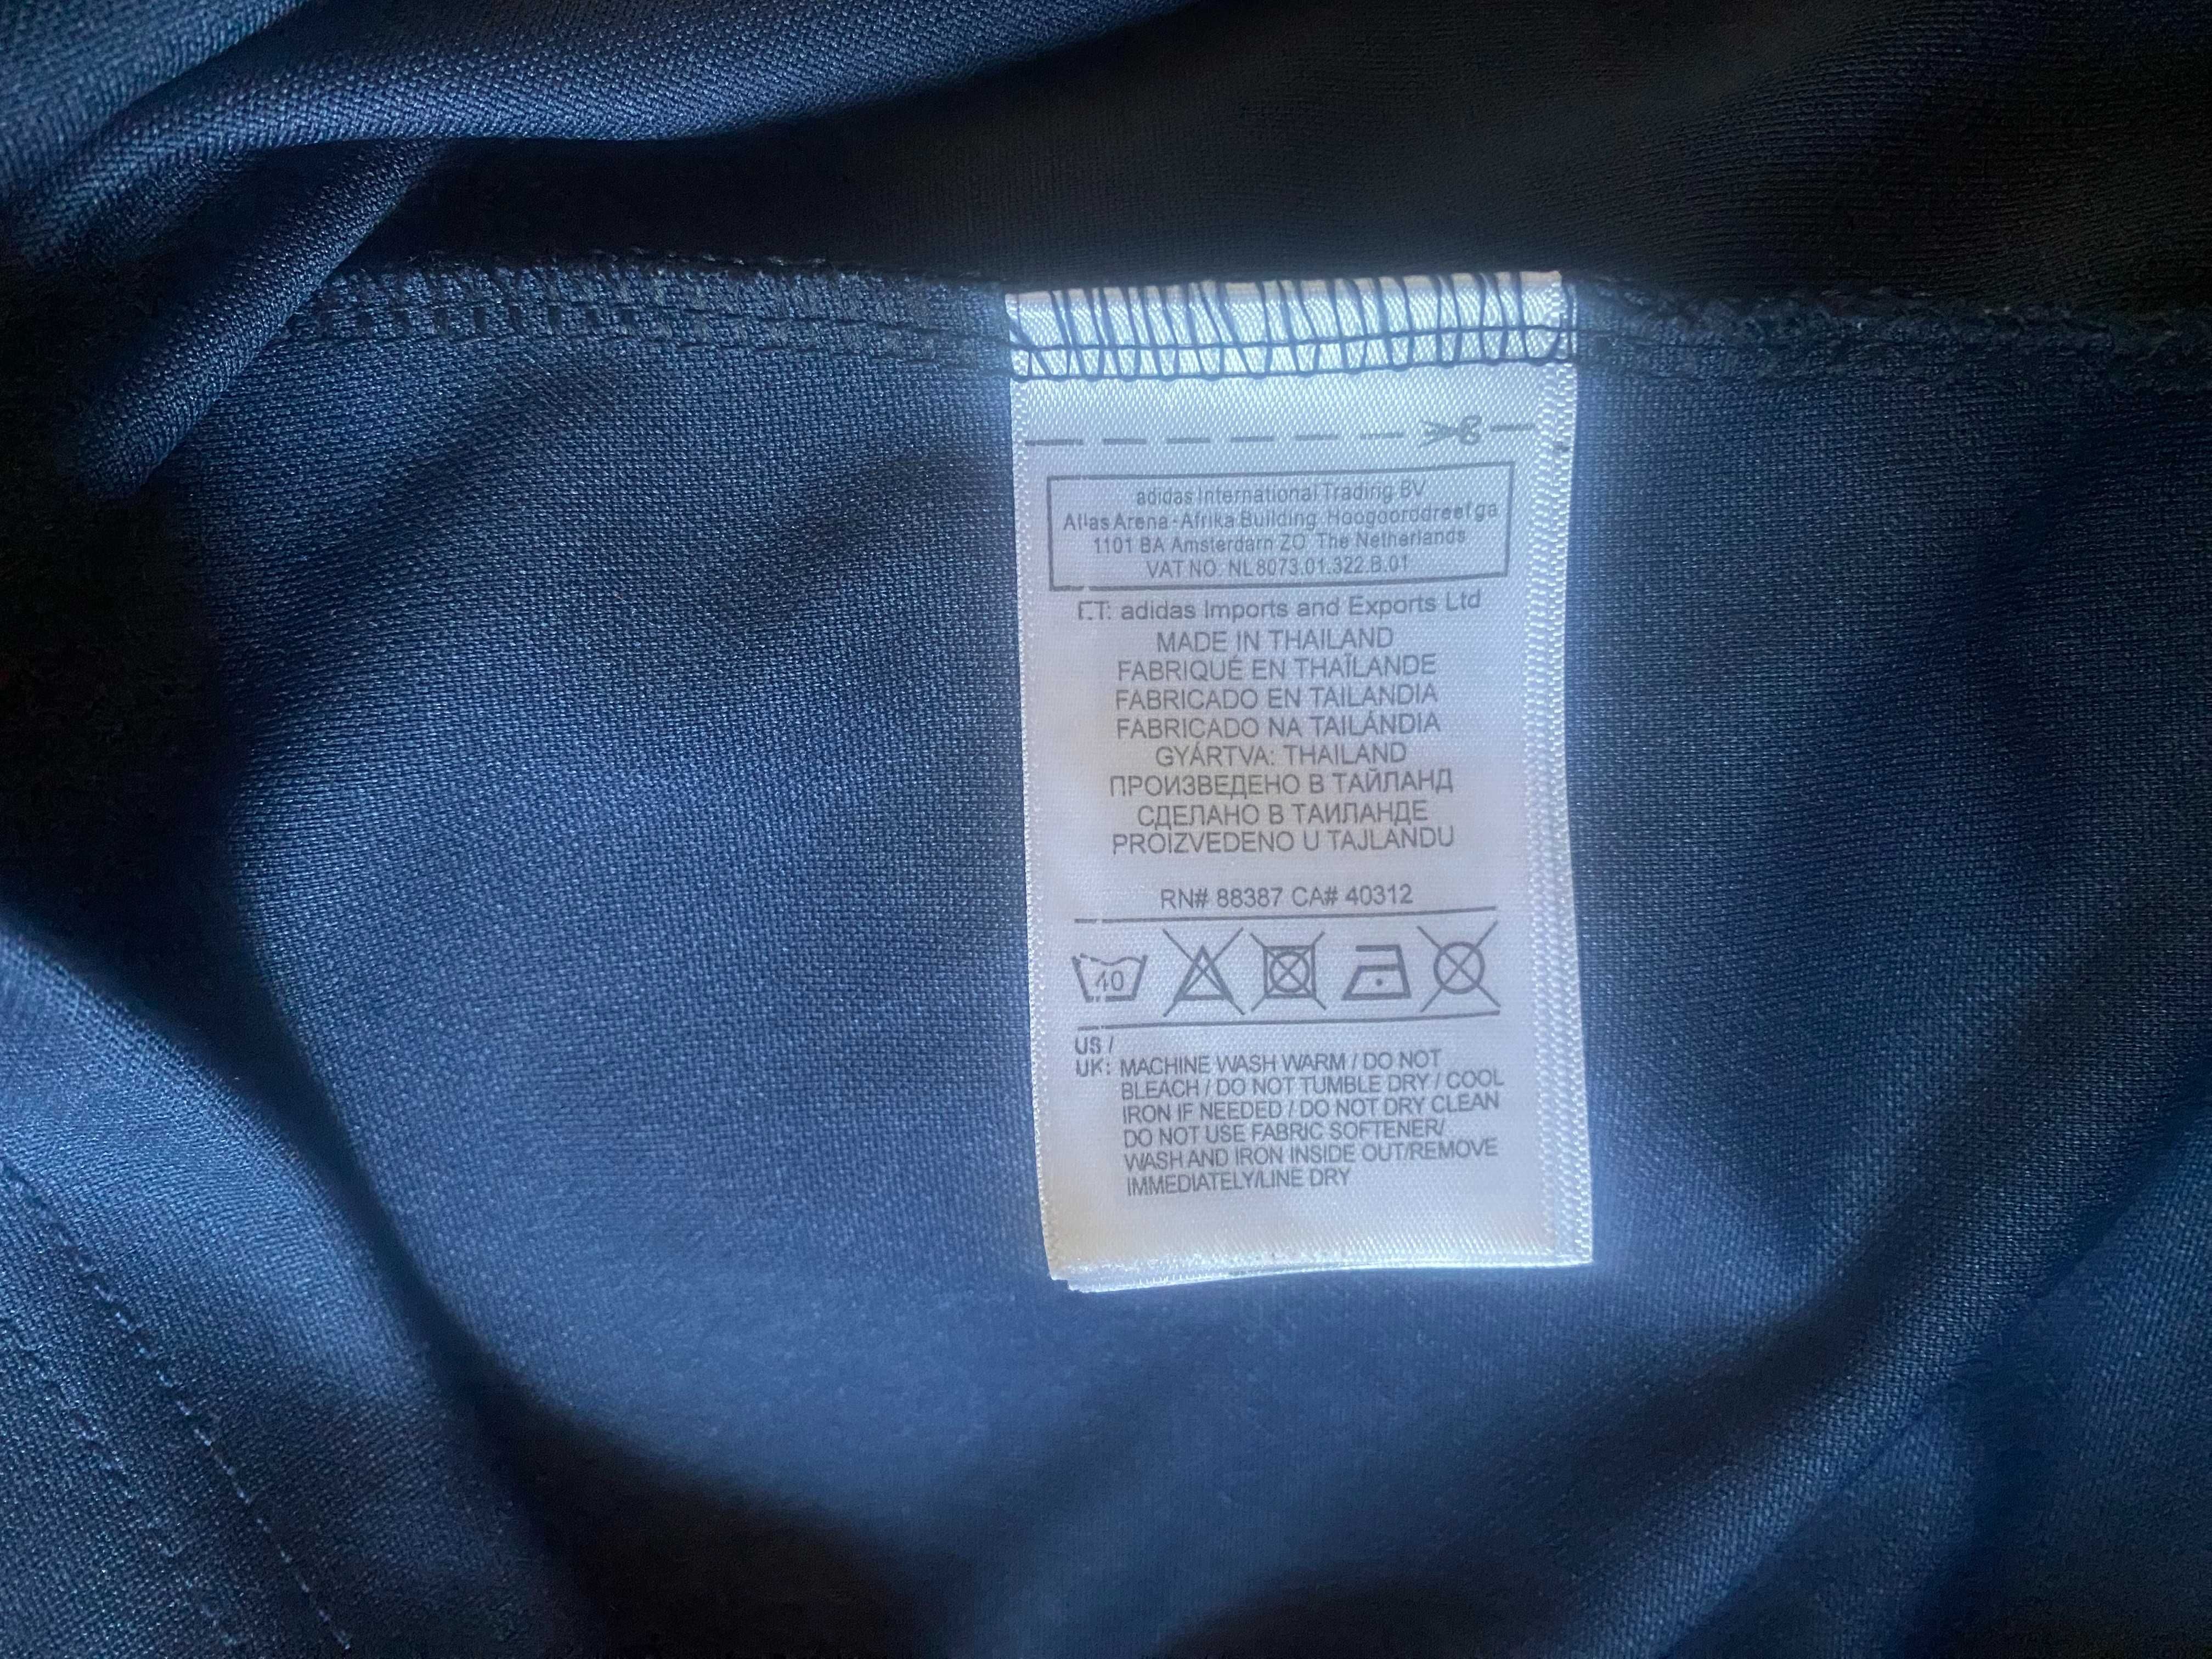 adidas International Trading BV
Atlas Arena - Afrika Building Hoogoorddreef 9a
1101 BA Amsterdam ZO The Netherlands
VAT NO. NL8073.01.322.B.01
ET: adidas Imports and Exports Ltd
MADE IN THAILAND
FABRIQUÉ EN THAÏLANDE
FABRICADO EN TAILANDIA
FABRICADO NA TAILÂNDIA
GYÁRTVA: THAILAND
ПРОИЗВЕДЕНО В ТАЙЛАНД
СДЕЛАНО В ТАИЛАНДЕ
PROIZVEDENO U TAJLANDU
RN# 88387 CA# 40312
40
US /
UK: MACHINE WASH WARM / DO NOT
BLEACH / DO NOT TUMBLE DRY / COOL
IRON IF NEEDED / DO NOT DRY CLEAN
DO NOT USE FABRIC SOFTENER/
WASH AND IRON INSIDE OUT/REMOVE
IMMEDIATELY/LINE DRY